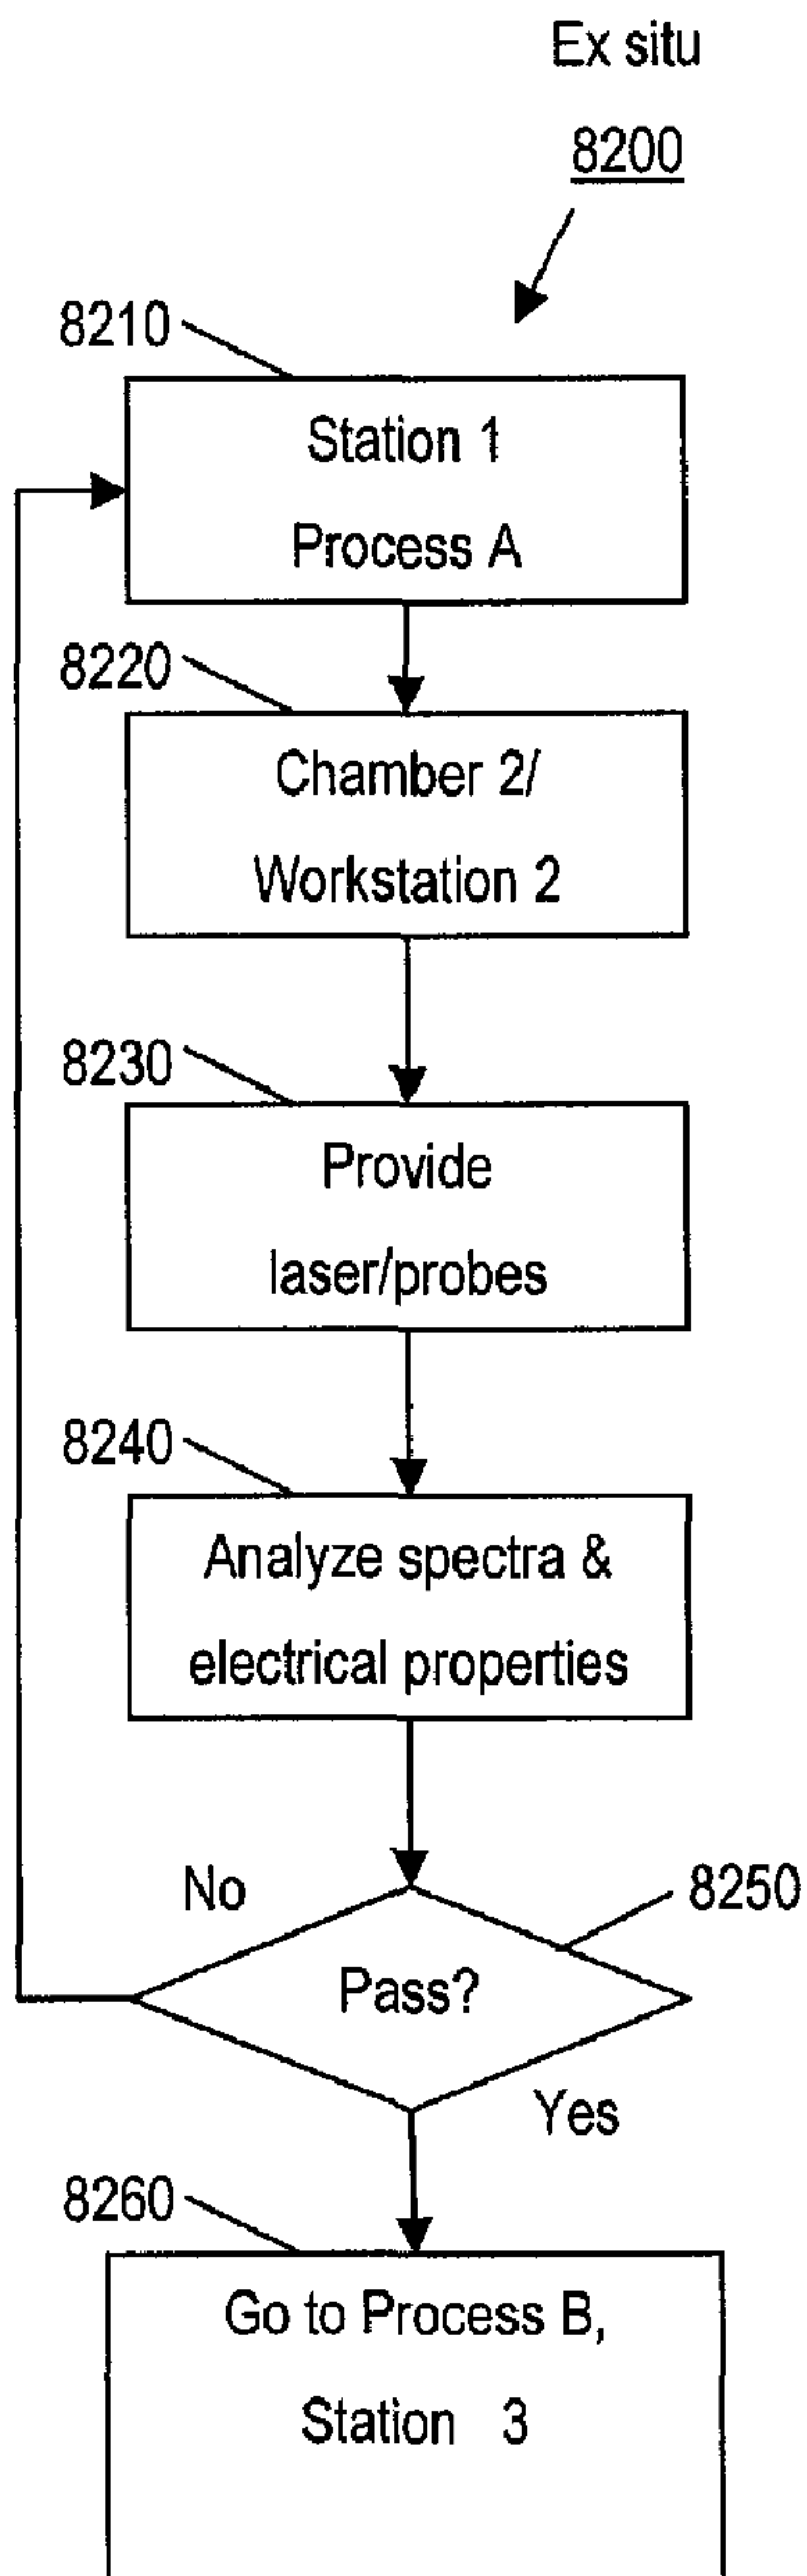 Ex situ
8200
8210
Station 1
Process A
8220
Chamber 2/
Workstation 2
8230
Provide
laser/probes
8240
Analyze spectra &
electrical properties
No
8250
Pass?
Yes
8260
Go to Process B,
Station 3